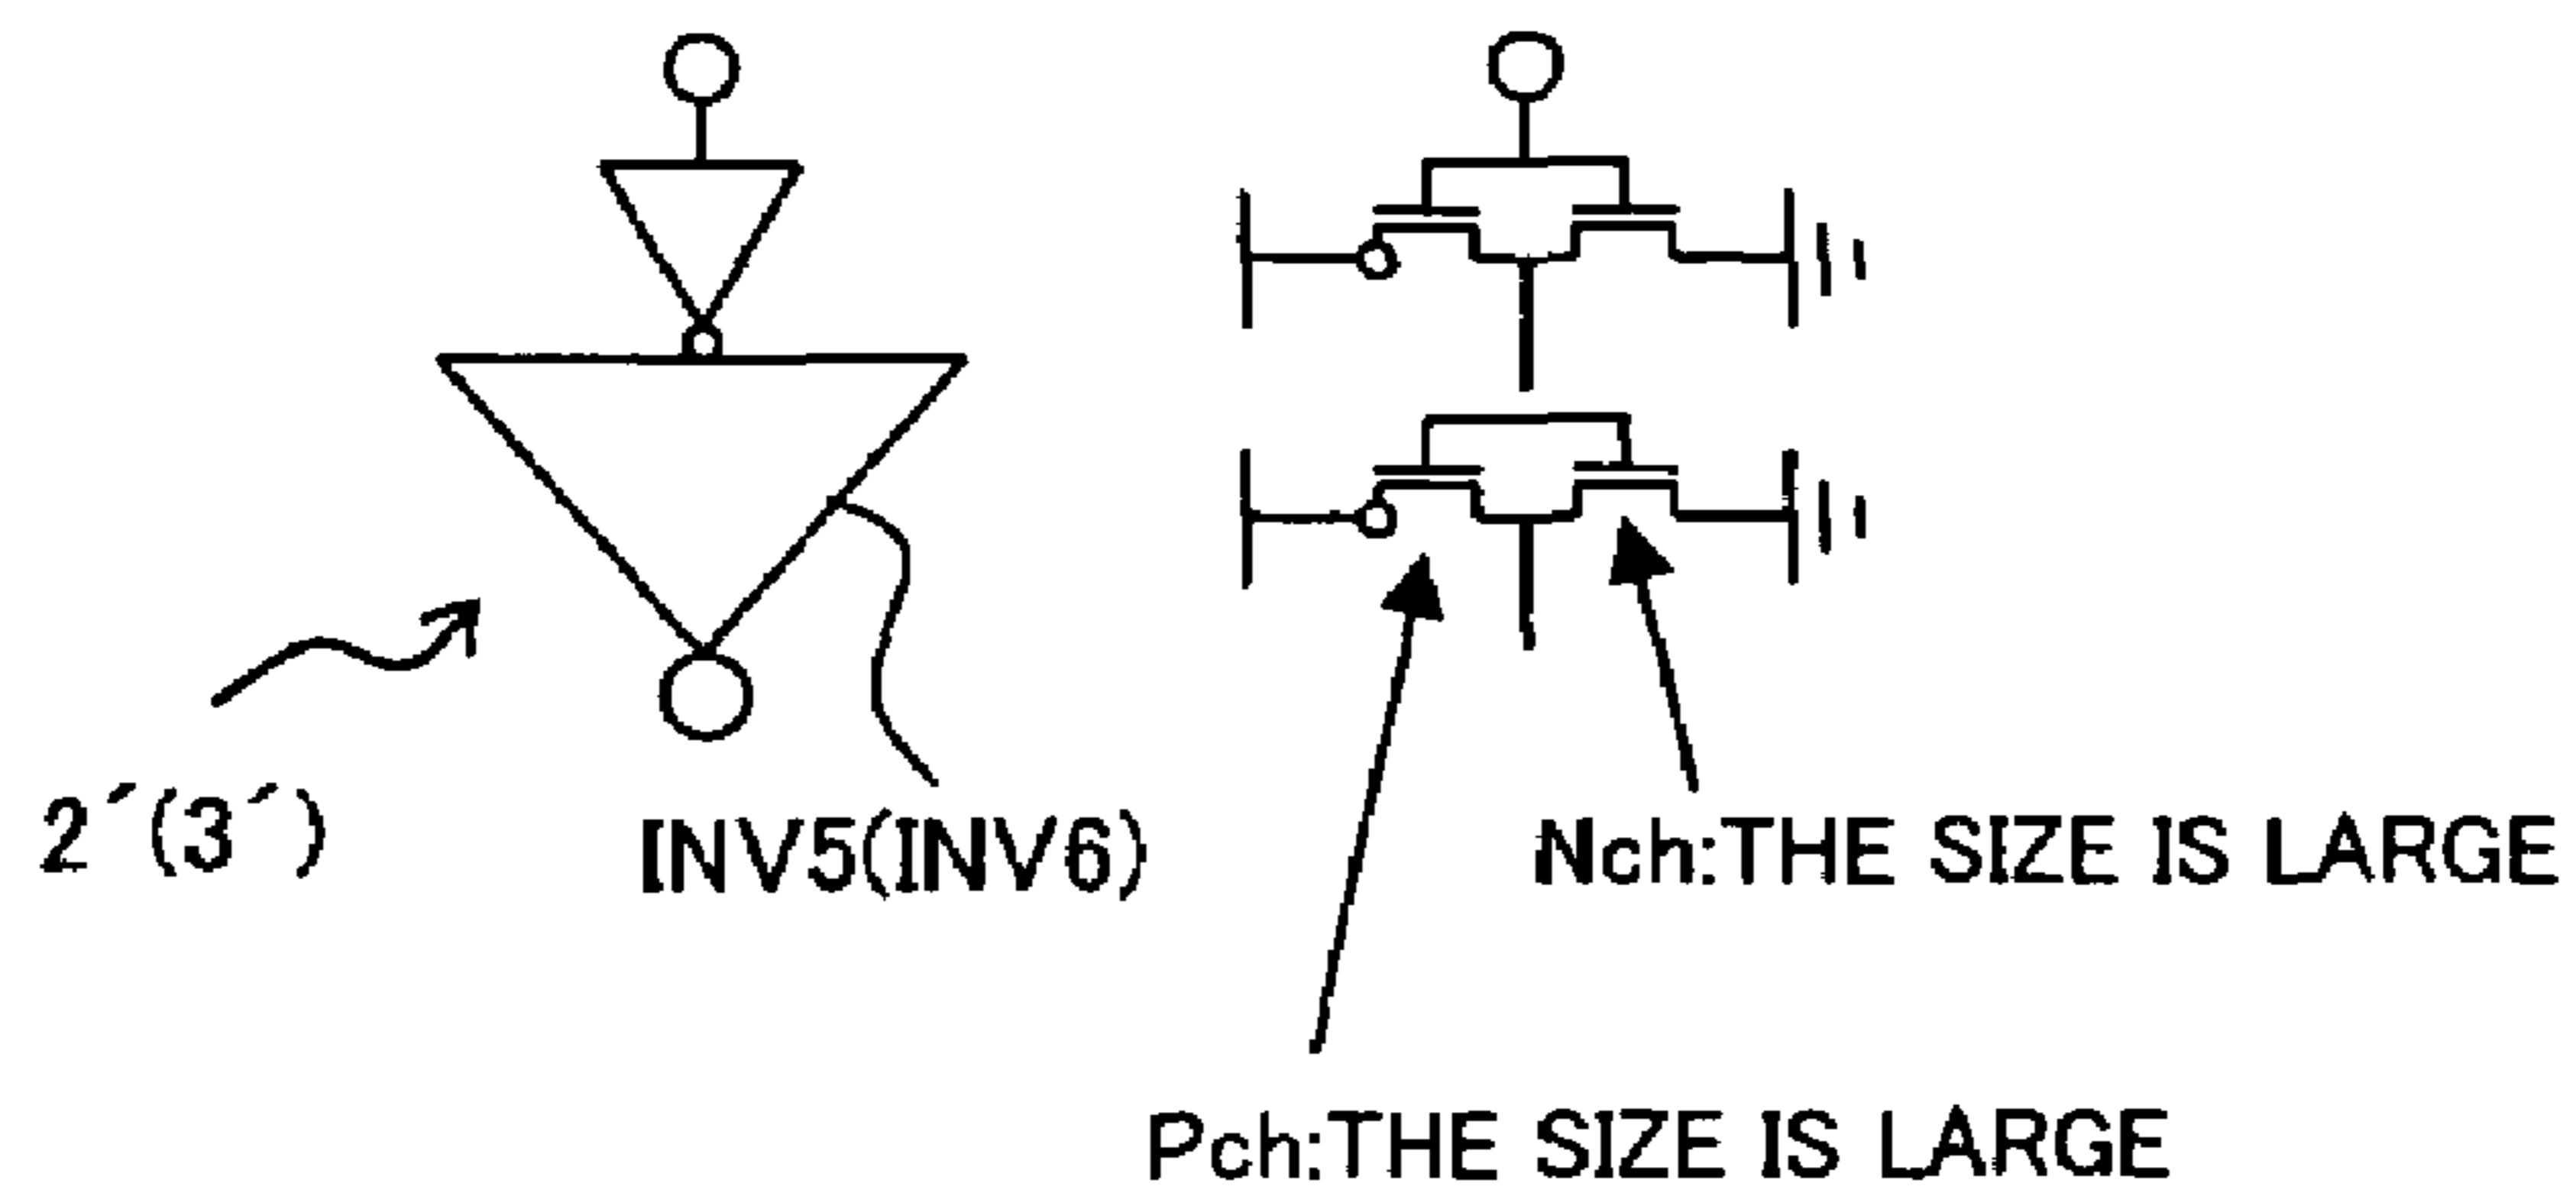 2´(3´)
INV5(INV6)
Nch:THE SIZE IS LARGE
Pch:THE SIZE IS LARGE